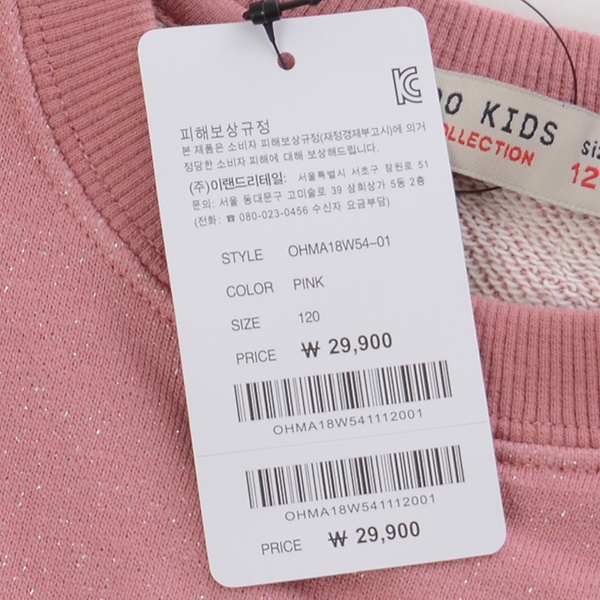 피해보상규정
본 제품은 소비자 피해보상규정(재정경제부고시)에 의거
정당한 소비자 피해에 대해 보상해드립니다.
(주)이랜드리테일: 서울특별시 서초구 잠원로 51
문의: 서울 동대문구 고미술로 39 삼희상가 5동 2층
(전화: ☎ 080-023-0456 수신자 요금부담)
STYLE OHMA18W54-01
COLOR PINK
SIZE 120
PRICE ₩ 29,900
OHMA18W541112001
OHMA18W541112001
PRICE ₩ 29,900
KIDS